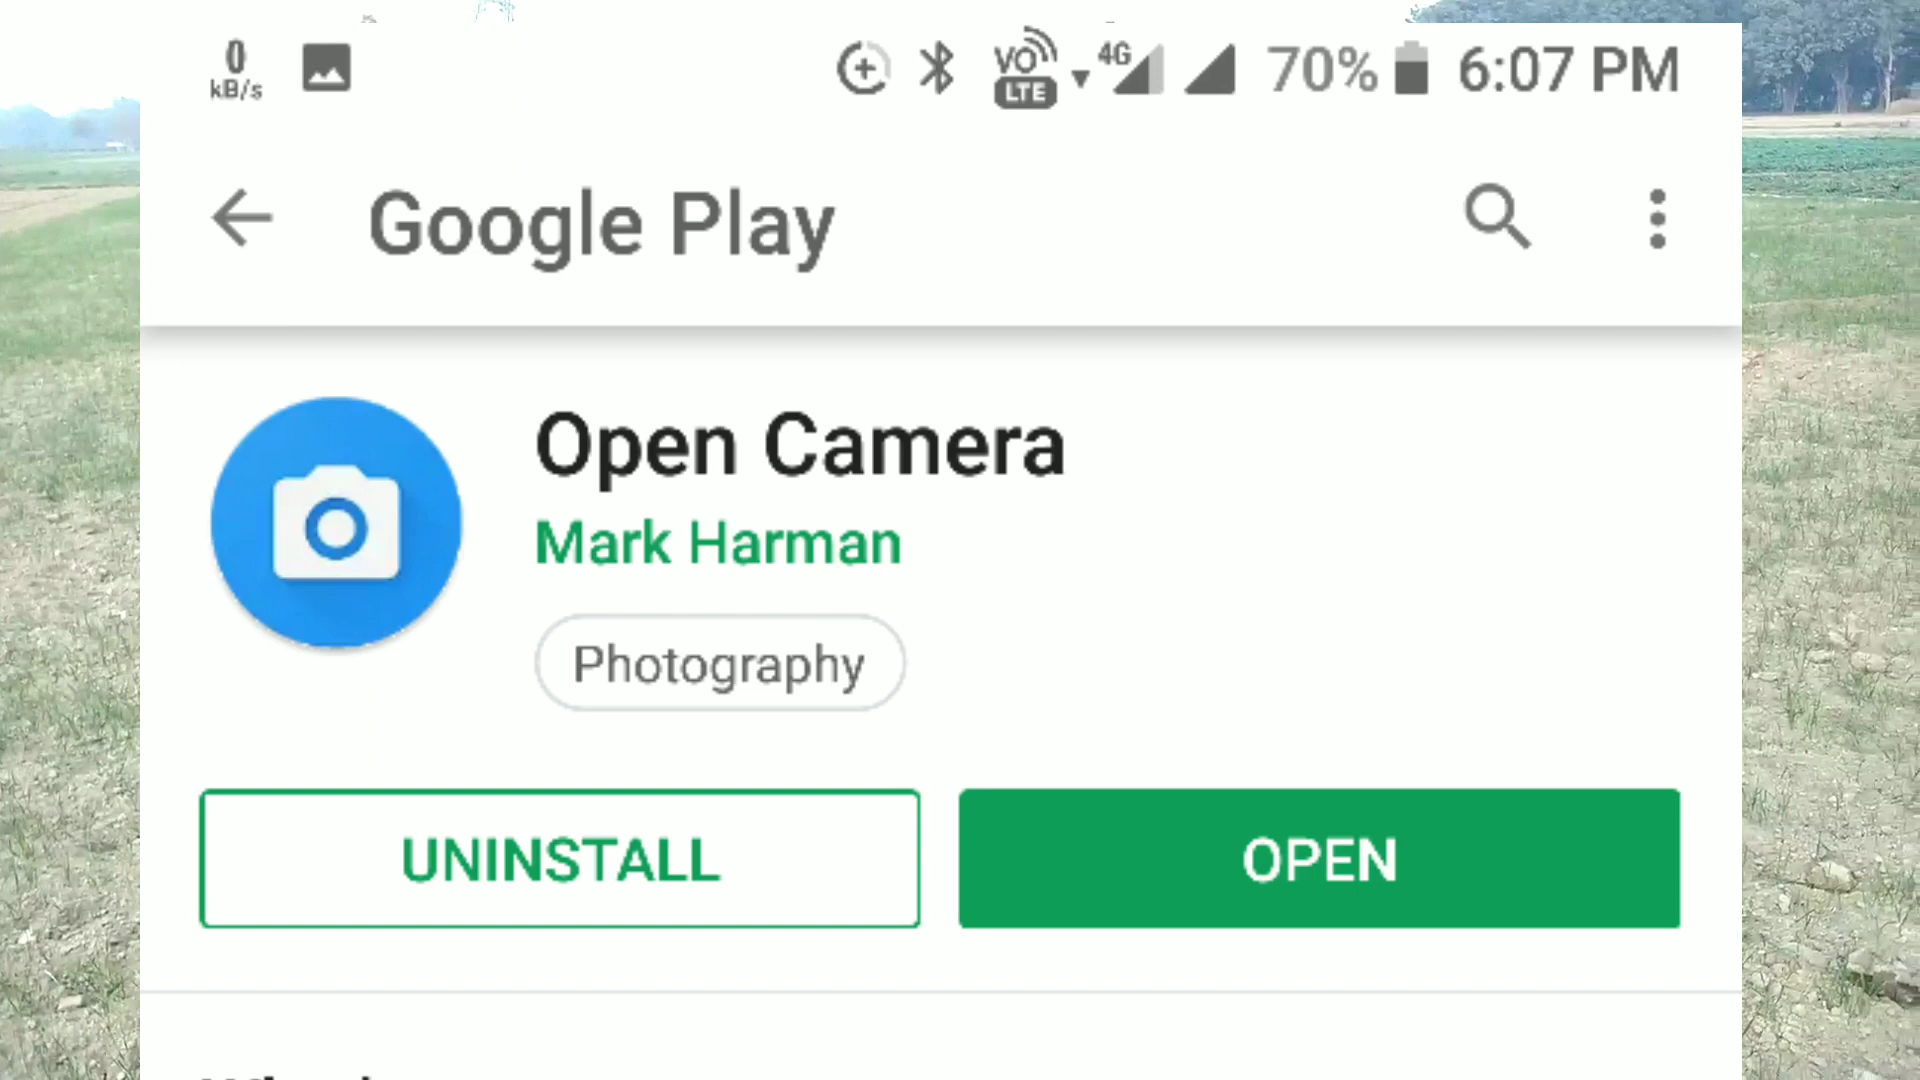 0
kB/s
VO LTE 4G 70% 6:07 PM
Google Play
Open Camera
Mark Harman
Photography
UNINSTALL
OPEN